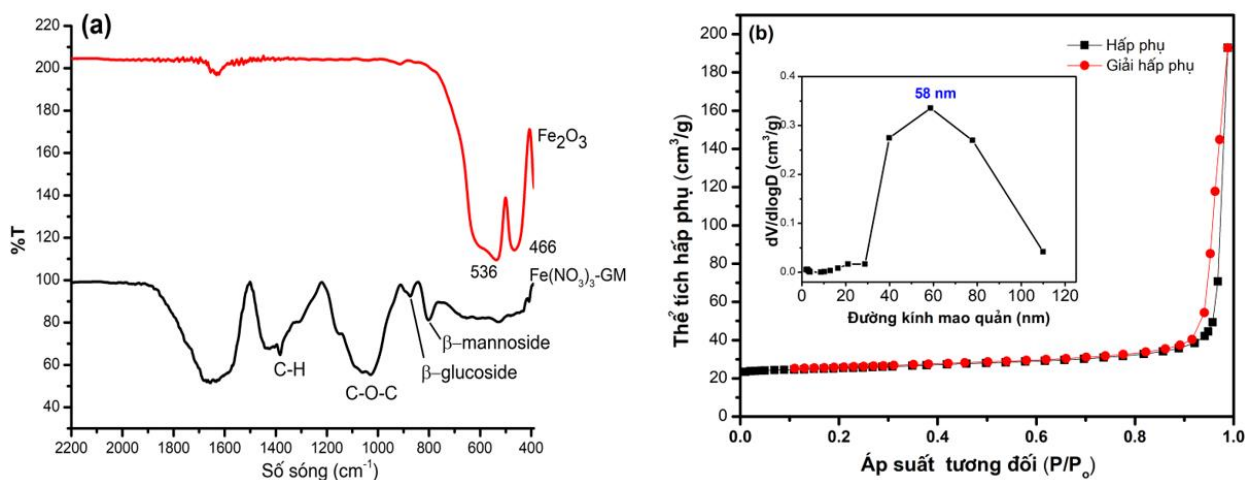 (a)
220
200
180
160
140
120
100
80
60
40
%T
Fe₂O₃
466
536
Fe(NO₃)₃-GM
β–mannoside
β–glucoside
C-H
C-O-C
2200 2000 1800 1600 1400 1200 1000 800 600 400
Số sóng (cm⁻¹)
(b)
Hấp phụ
Giải hấp phụ
200
180
160
140
120
100
80
60
40
20
0
Thể tích hấp phụ (cm³/g)
0.4
0.3
0.2
0.1
0.0
dV/dlogD (cm³/g)
58 nm
0 20 40 60 80 100 120
Đường kính mao quản (nm)
0.0 0.2 0.4 0.6 0.8 1.0
Áp suất tương đối (P/Pₒ)